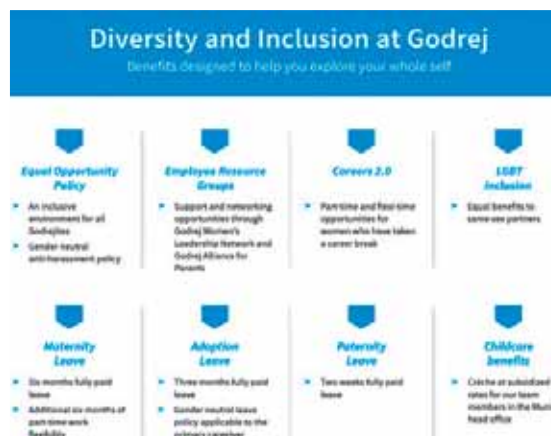 Diversity and Inclusion at Godrej
Benefits designed to help you explore your whole self
Equal Opportunity
Policy
An inclusive
environment for all
Godrejites
Gender neutral
anti-harassment policy
Employee Resource
Groups
Support and networking
opportunities through
Godrej Women's
Leadership Network and
Godrej Alliance for
Parents
Careers 2.0
Part-time and flexi-time
opportunities for
women who have taken
a career break
LGBT
Inclusion
Equal benefits to
same-sex partners
Maternity
Leave
Six months fully paid
leave
Additional six months of
part-time work
flexibility
Adoption
Leave
Three months fully paid
leave
Gender neutral leave
policy applicable to the
primary caregiver
Paternity
Leave
Two weeks fully paid
leave
Childcare
benefits
Crèche at subsidized
rates for our team
members in the
head office